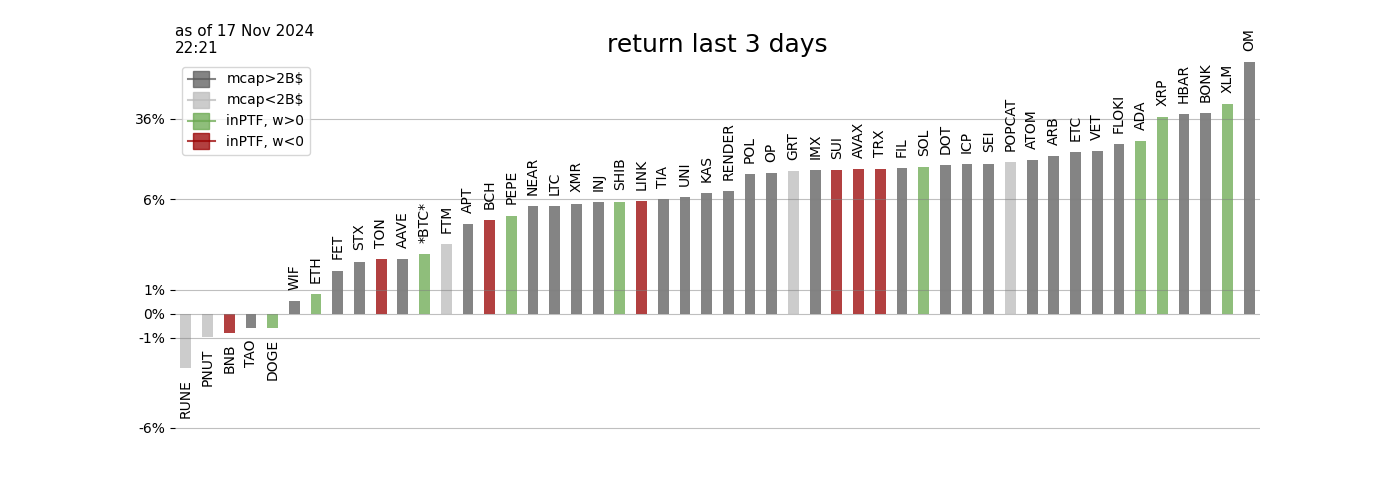 as of 17 Nov 2024
22:21
return last 3 days
mcap>2B$
mcap<2B$
inPTF, w>0
inPTF, w<0
36%
6%
1%
0%
-1%
-6%
RUNE
PNUT
BNB
TAO
DOGE
WIF
ETH
FET
STX
TON
AAVE
*BTC*
FTM
APT
BCH
PEPE
NEAR
LTC
XMR
INJ
SHIB
LINK
TIA
UNI
KAS
RENDER
POL
OP
GRT
IMX
SUI
AVAX
TRX
FIL
SOL
DOT
ICP
SEI
POPCAT
ATOM
ARB
ETC
VET
FLOKI
ADA
XRP
HBAR
BONK
XLM
OM